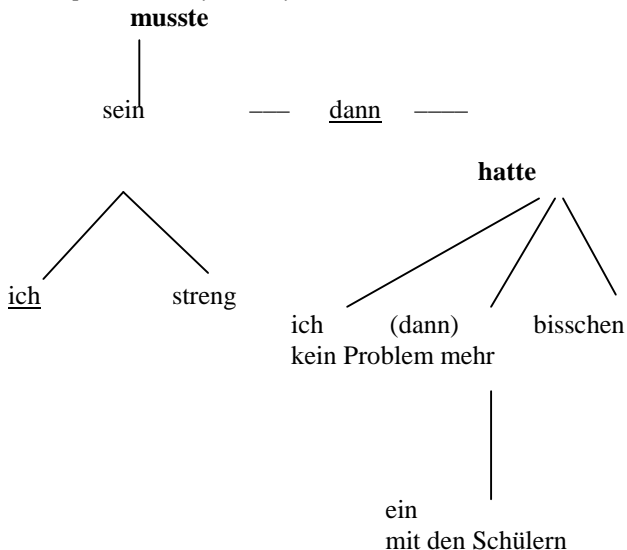 musste
sein — dann —
hatte
ich streng
ich (dann) bisschen
kein Problem mehr
ein
mit den Schülern